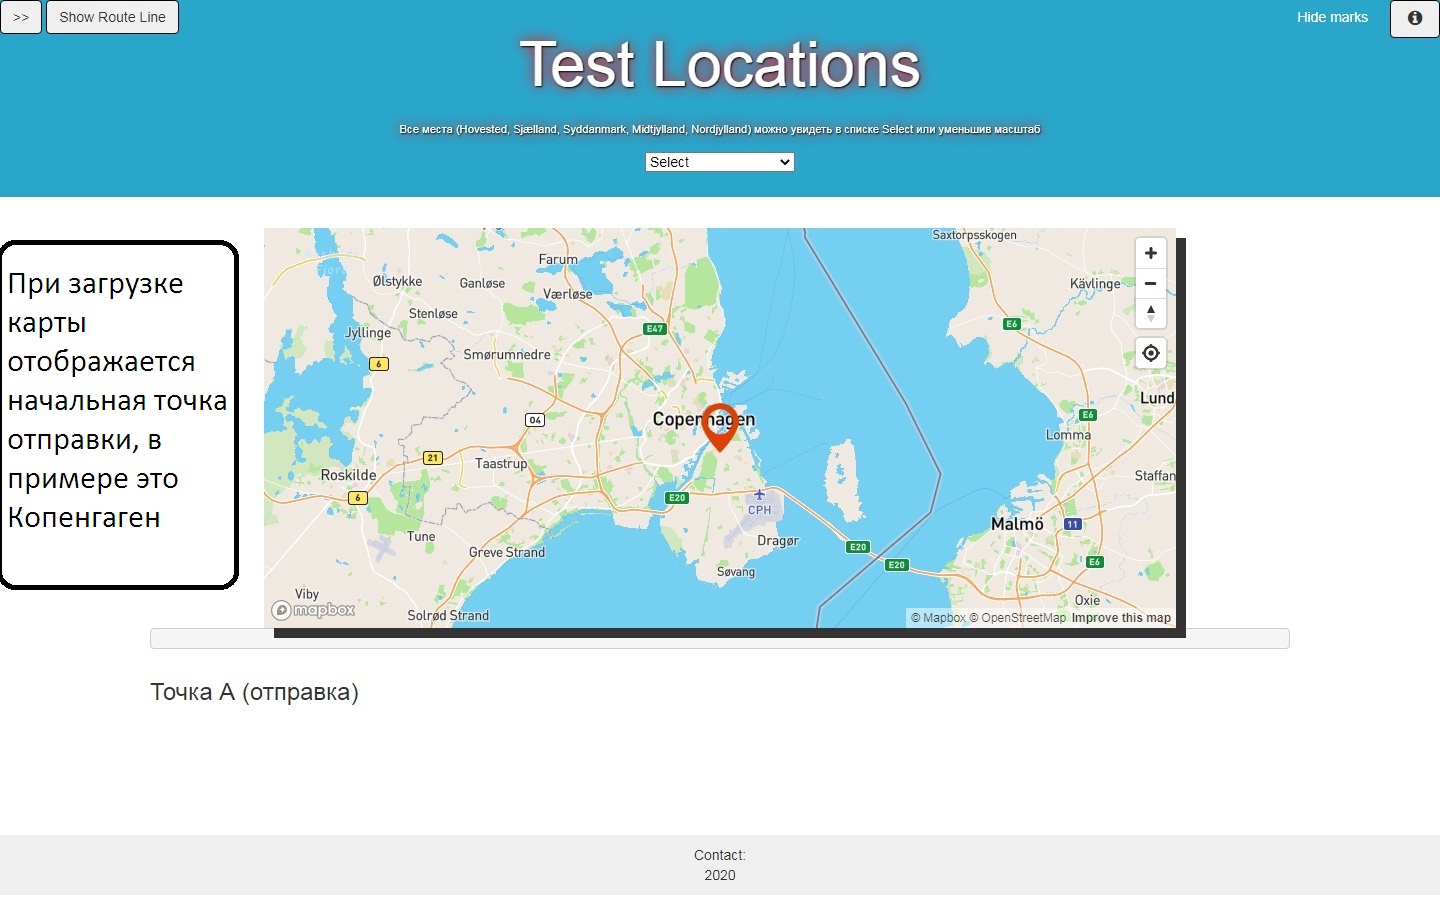 >>
Show Route Line
Hide marks
Test Locations
Все места (Hovested, Sjælland, Syddanmark, Midtjylland, Nordjylland) можно увидеть в списке Select или уменьшив масштаб
Select
При загрузке
карты
отображается
начальная точка
отправки, в
примере это
Копенгаген
Saxtorpsskogen
Farum
Ølstykke
Ganløse
Værløse
Kävlinge
Stenløse
Jyllinge
E47
E6
Smørumnedre
6
Lund
04
Copenhagen
E6
Lomma
21
Taastrup
Roskilde
Staffan
6
E20
CPH
Malmö
11
Tune
Dragør
Greve Strand
E20
E20
E6
Søvang
Viby
Oxie
mapbox
Solrød Strand
© Mapbox © OpenStreetMap Improve this map
Точка А (отправка)
Contact:
2020